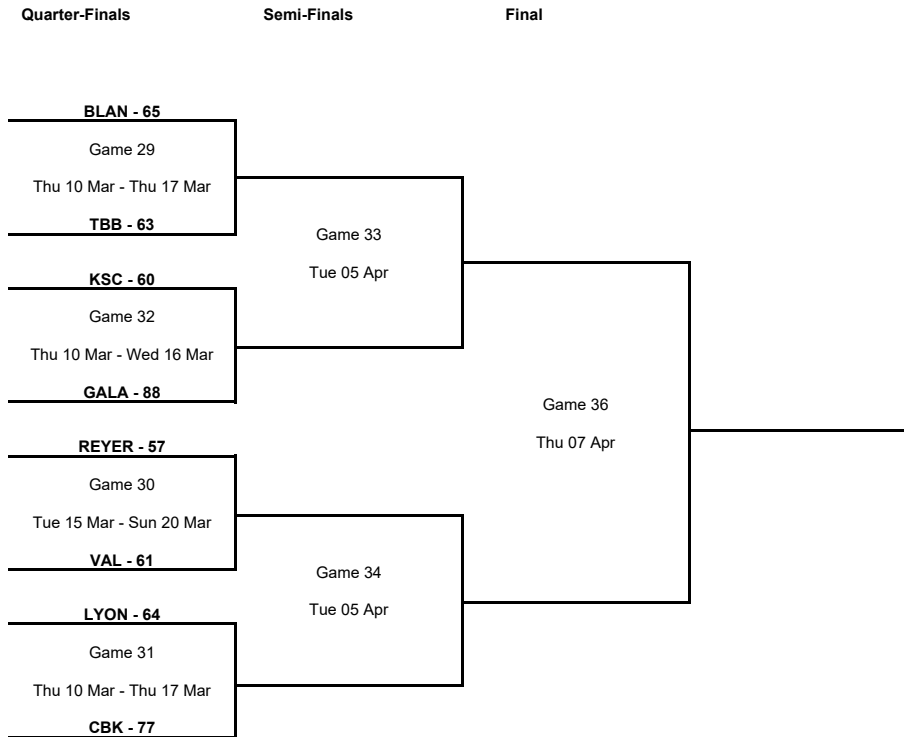 Quarter-Finals Semi-Finals Final
BLAN - 65
Game 29
Thu 10 Mar - Thu 17 Mar
TBB - 63
Game 33
Tue 05 Apr
KSC - 60
Game 32
Thu 10 Mar - Wed 16 Mar
GALA - 88
Game 36
Thu 07 Apr
REYER - 57
Game 30
Tue 15 Mar - Sun 20 Mar
VAL - 61
Game 34
Tue 05 Apr
LYON - 64
Game 31
Thu 10 Mar - Thu 17 Mar
CBK - 77